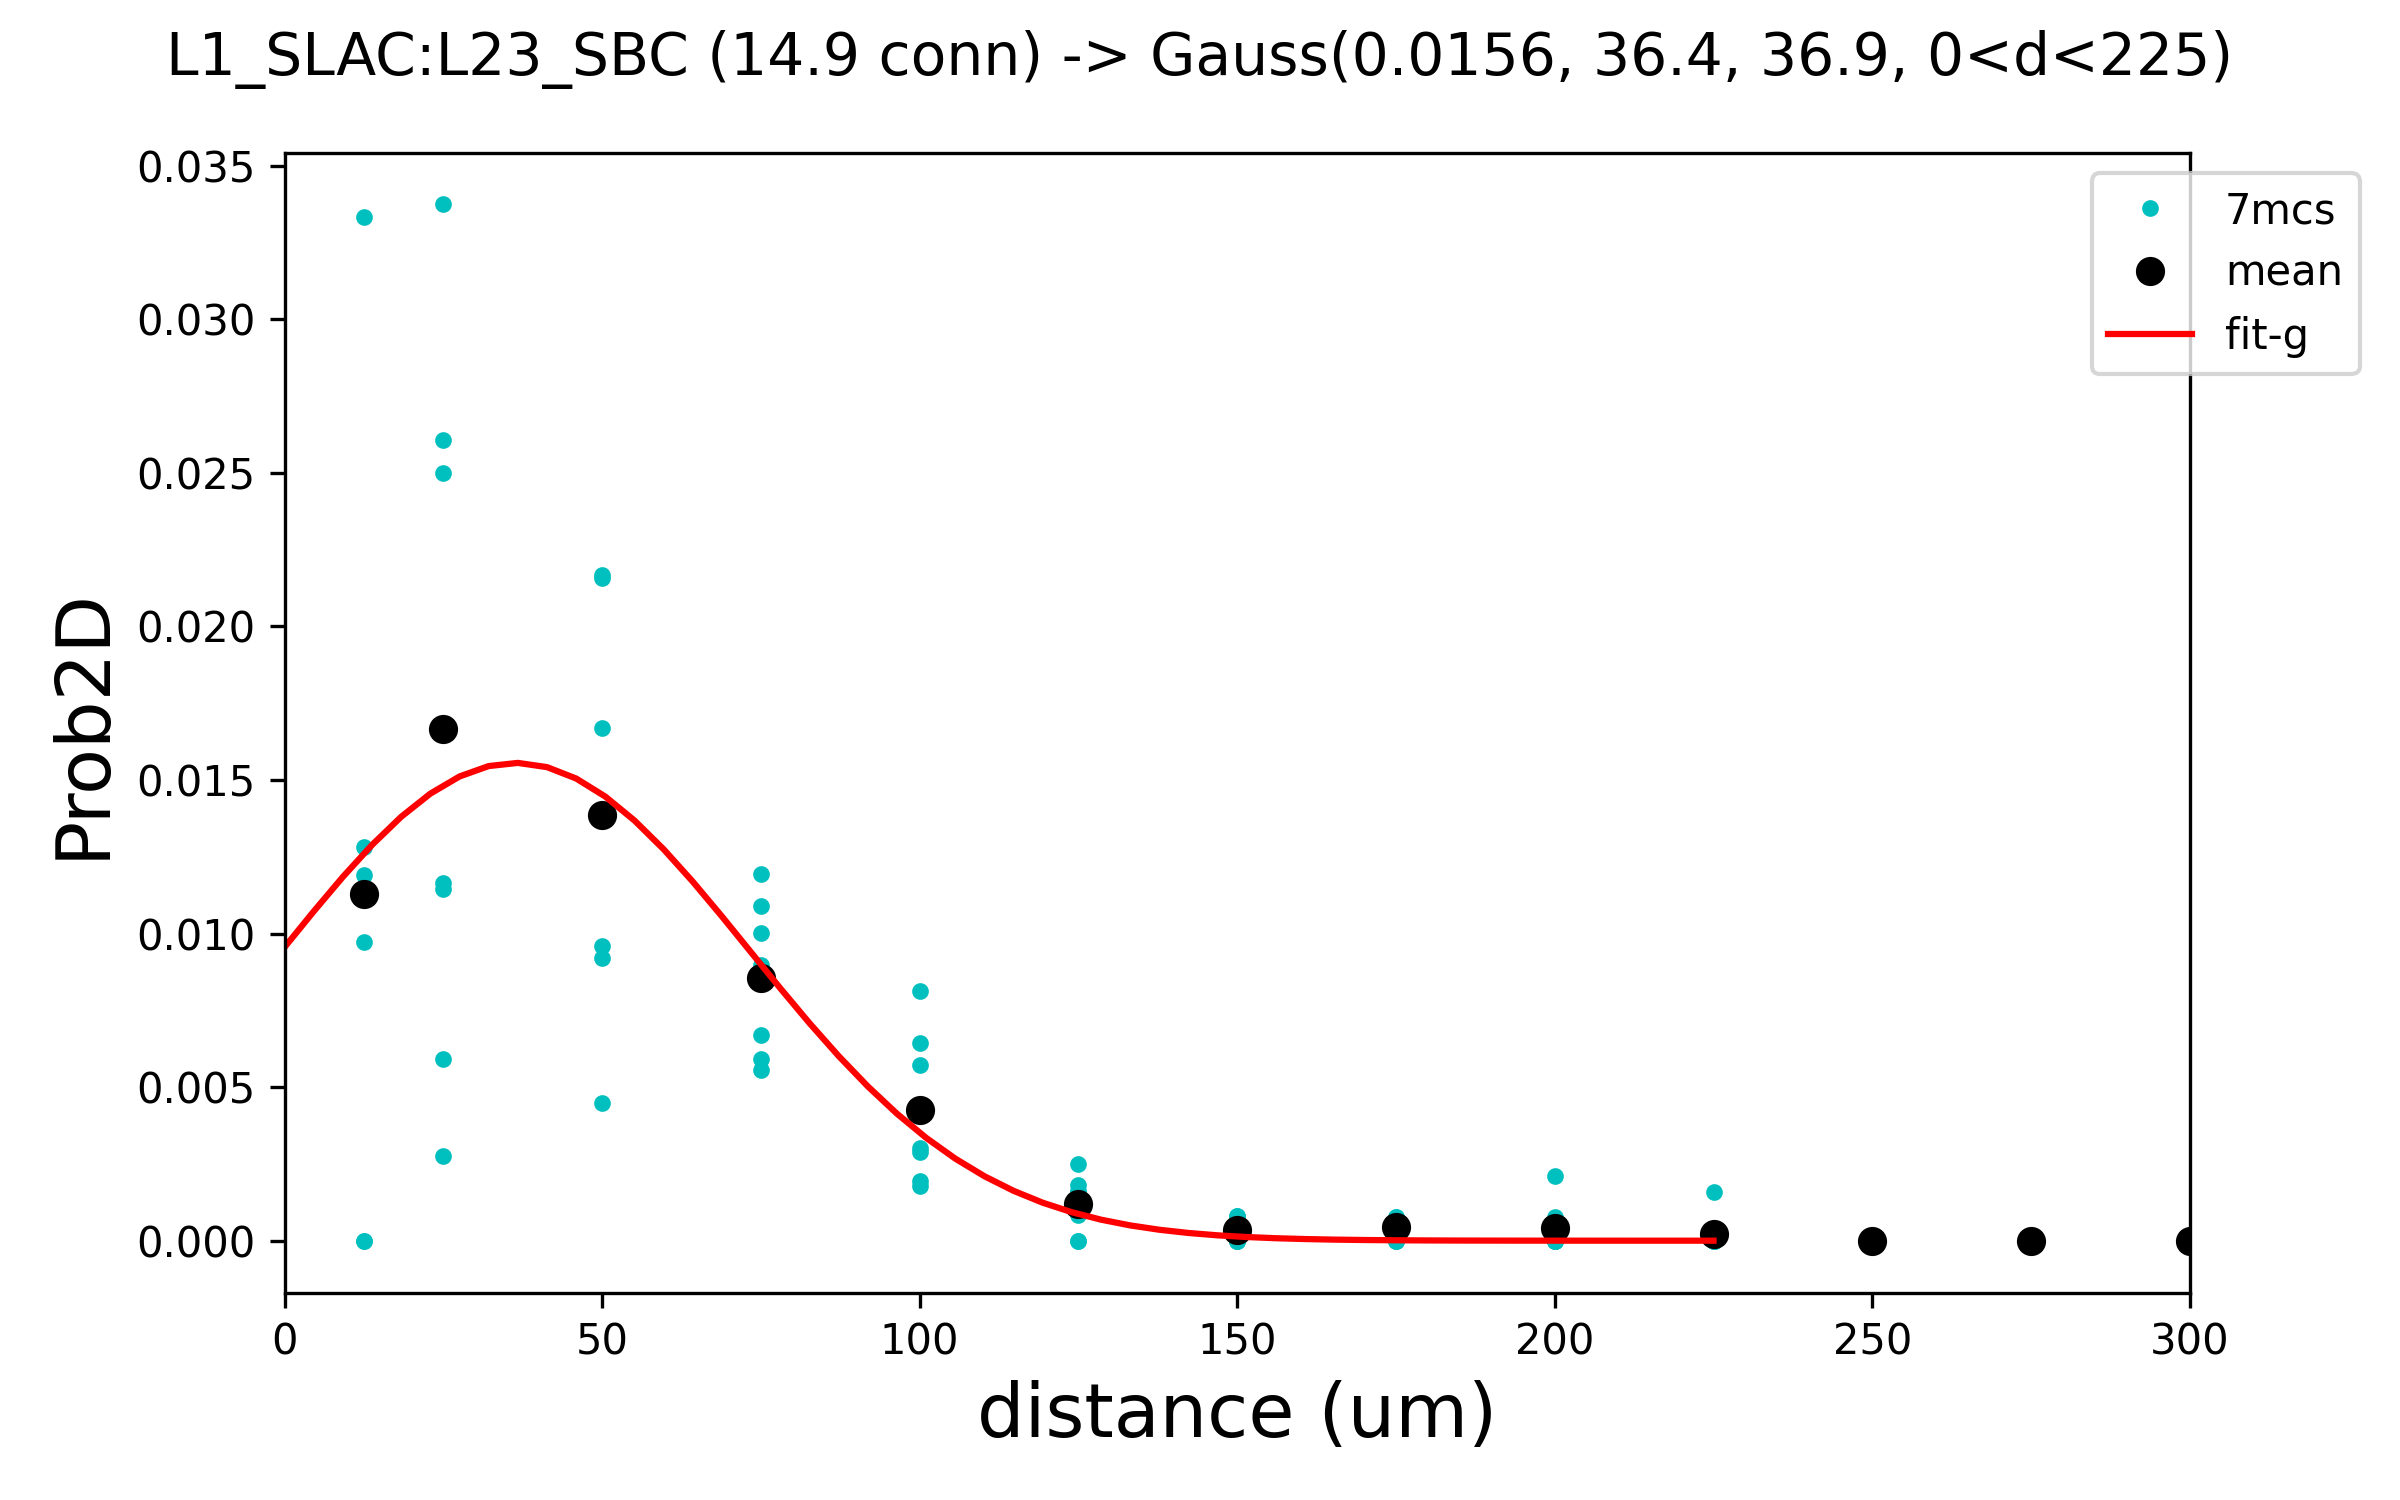 L1_SLAC:L23_SBC (14.9 conn) -> Gauss(0.0156, 36.4, 36.9, 0<d<225)
0.035
0.030
0.025
0.020
0.015
0.010
0.005
0.000
Prob2D
7mcs
mean
fit-g
0 50 100 150 200 250 300
distance (um)